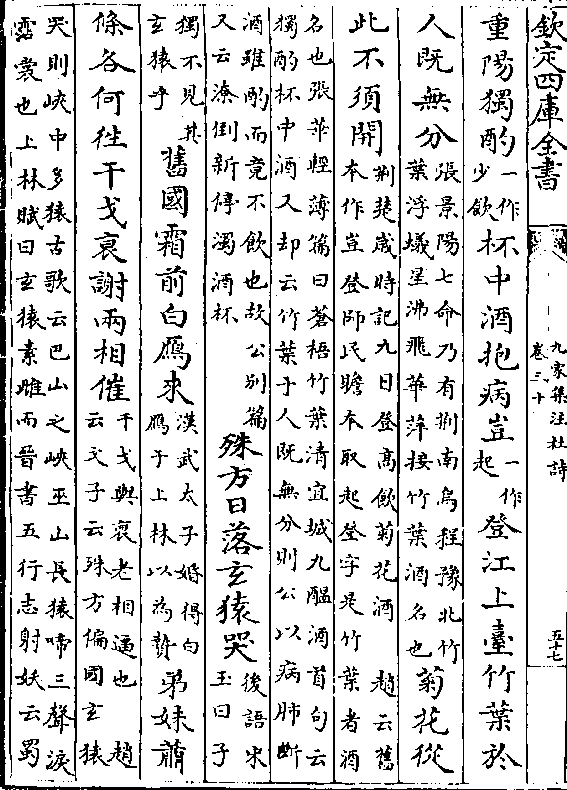 欽定四庫全書
九家集注杜詩
卷三十
五十七
重陽獨酌一作少飲杯中酒抱病豈一作起登江上臺竹葉於
人既無分張景陽七命乃有荆南烏程豫北竹葉浮蟻星沸飛華萍接竹葉酒名也菊花從
此不須開荆楚歲時記九日登高飲菊花酒趙云舊本作豈登師民瞻本取起登字是竹葉者酒
名也張華輕薄篇曰蒼梧竹葉清宜城九醞酒首句云獨酌杯中酒又却云竹葉于人既無分則公以病肺斷
酒雖酌而竟不飲也故公别篇又云潦倒新停濁酒杯殊方日落玄猿哭後語宋玉曰子
獨不見其玄猿乎舊國霜前白鴈來漢武太子婚得白鴈于上林以為贄弟妹蕭
條各何徃干戈衰謝兩相催干戈與衰老相逼也趙云文子云殊方偏國玄猿
哭則峽中多猿古歌云巴山之峽巫山長猿啼三聲淚霑裳也上林賦曰玄猿素雌而晉書五行志射妖云蜀